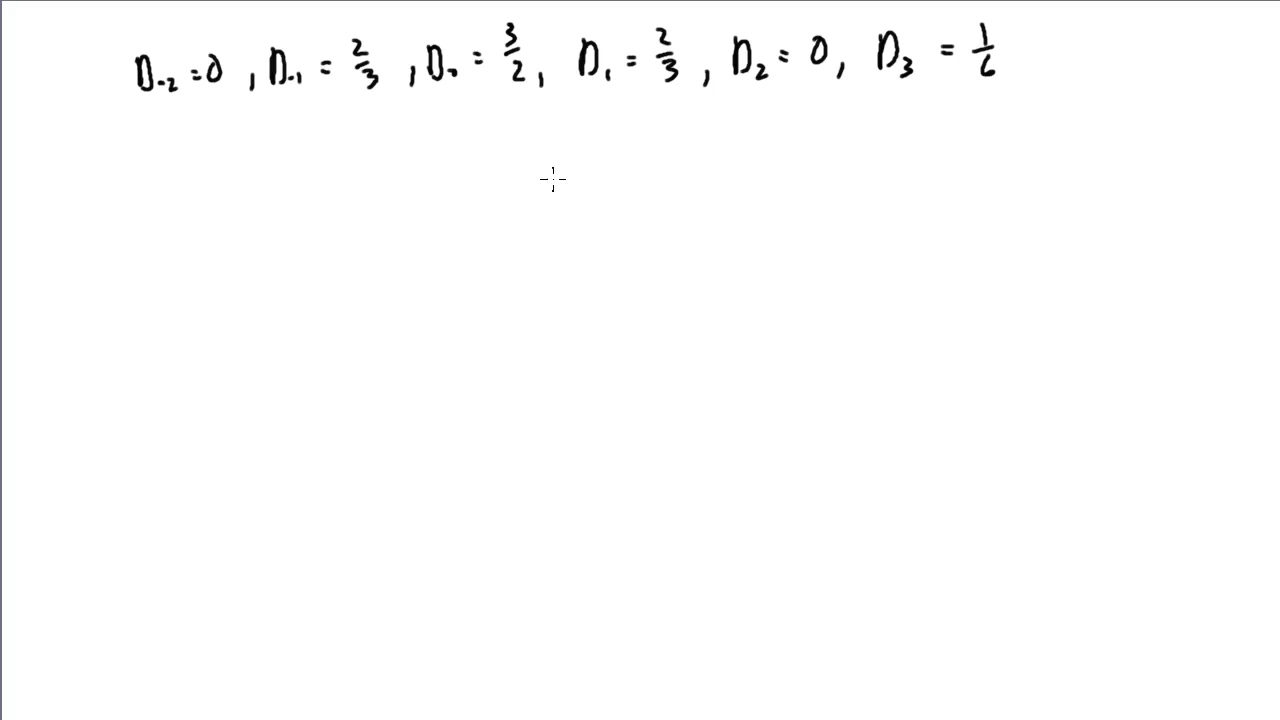 D₋₂ = 0 , D₋₁ = 2/3 , D₀ = 3/2 , D₁ = 2/3 , D₂ = 0 , D₃ = 1/6